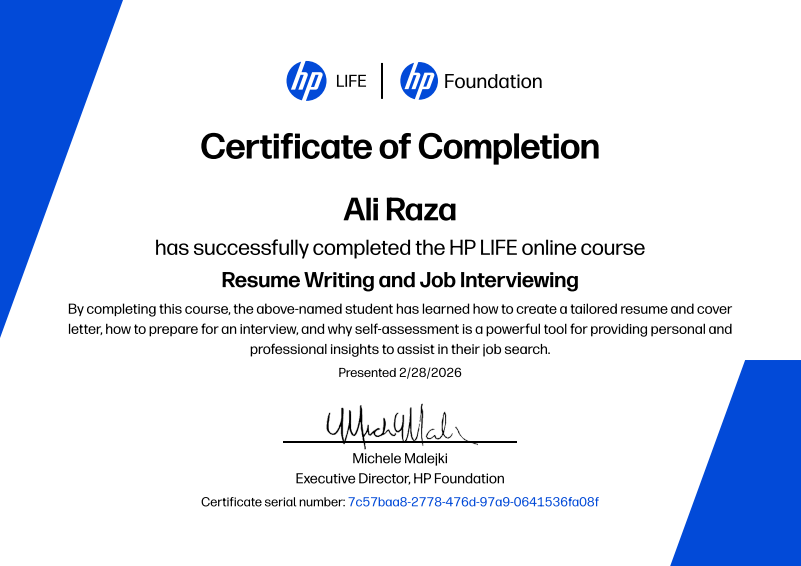 hp LIFE | hp Foundation
Certificate of Completion
Ali Raza
has successfully completed the HP LIFE online course
Resume Writing and Job Interviewing
By completing this course, the above-named student has learned how to create a tailored resume and cover
letter, how to prepare for an interview, and why self-assessment is a powerful tool for providing personal and
professional insights to assist in their job search.
Presented 2/28/2026
Michele Malejki
Executive Director, HP Foundation
Certificate serial number: 7c57baa8-2778-476d-97a9-0641536fa08f